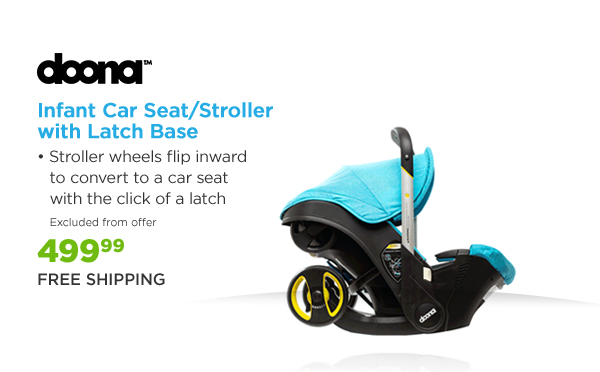 doona™
Infant Car Seat/Stroller
with Latch Base
• Stroller wheels flip inward
to convert to a car seat
with the click of a latch
Excluded from offer
499⁹⁹
FREE SHIPPING
doona